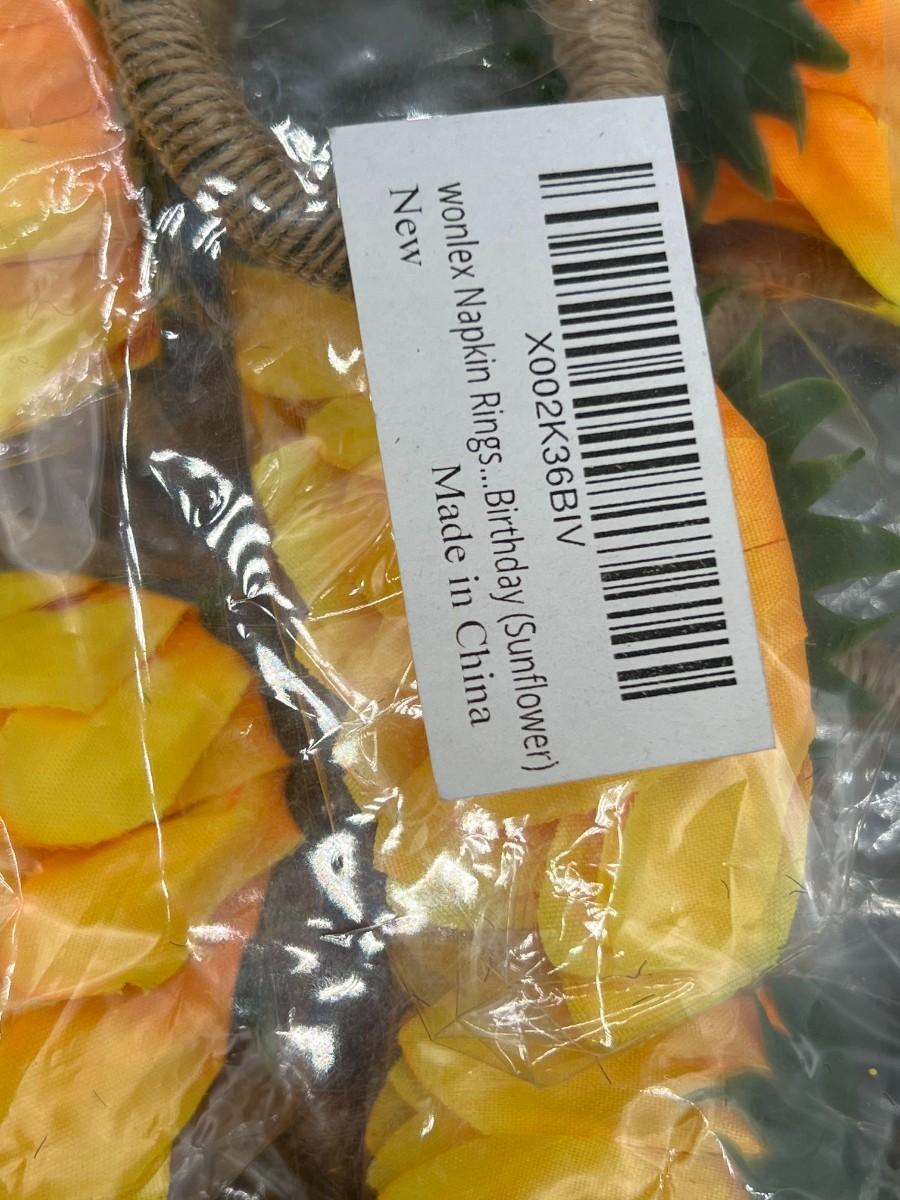 X002K36BIV
wonlex Napkin Rings...Birthday (Sunflower)
New
Made in China